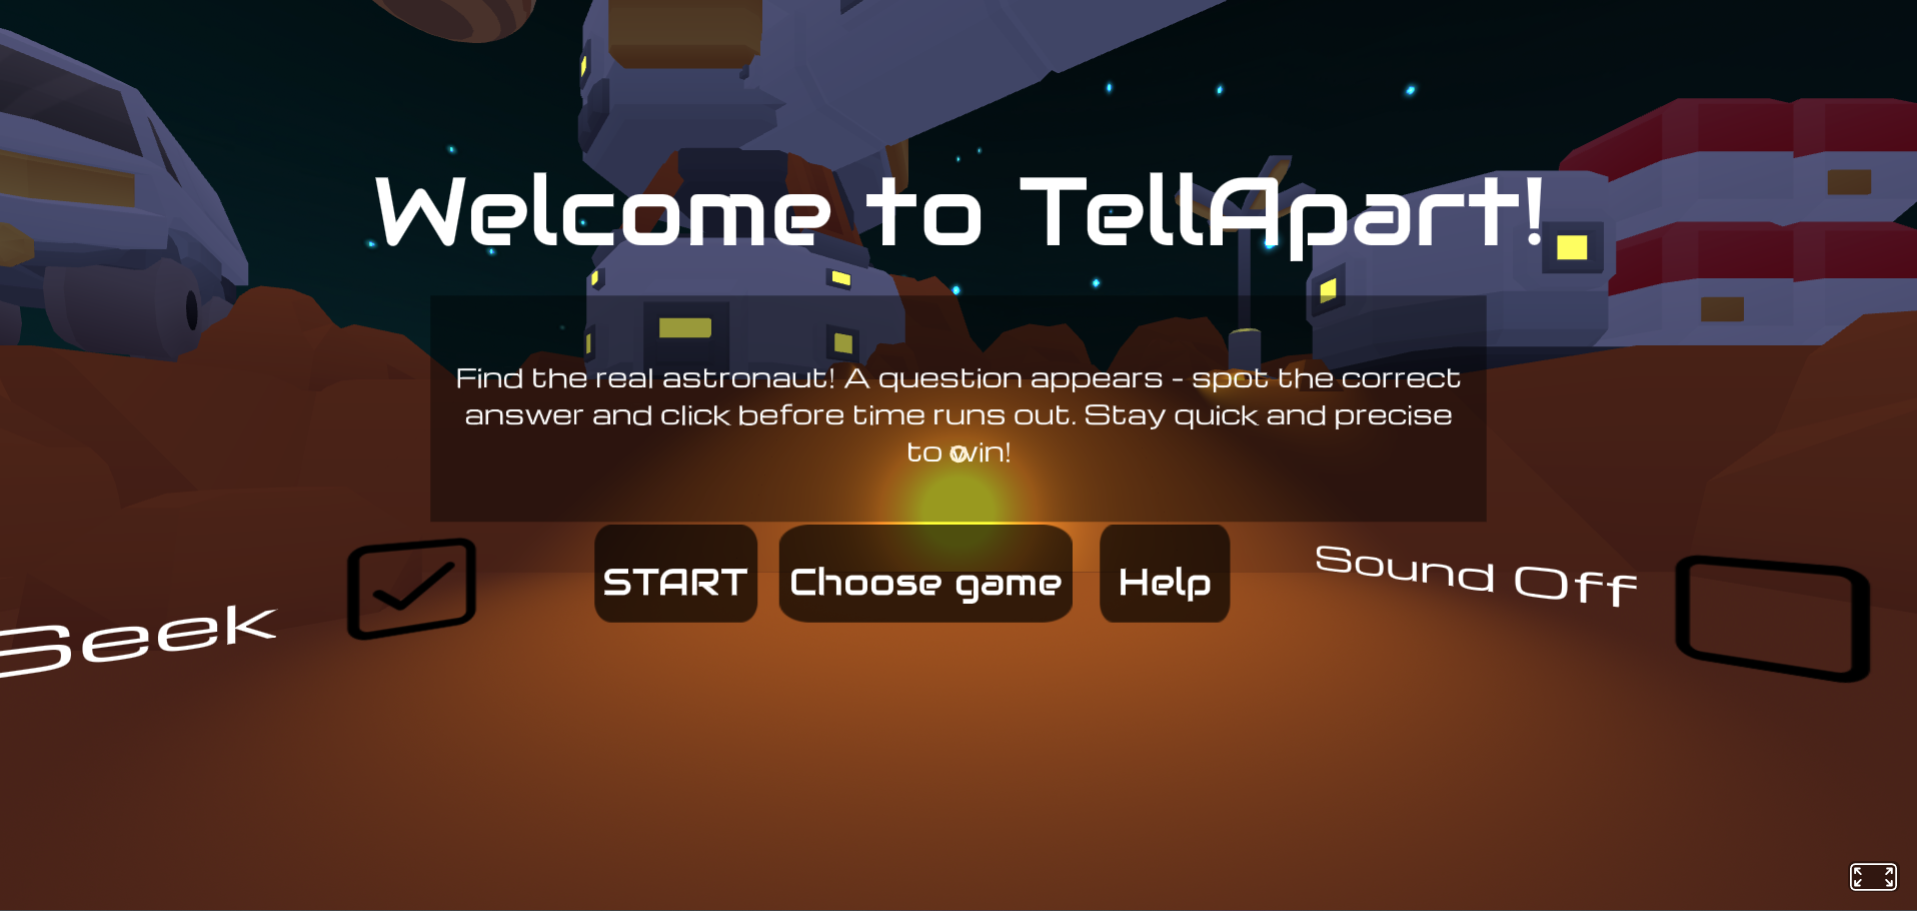 Welcome to TellApart!
Find the real astronaut! A question appears - spot the correct
answer and click before time runs out. Stay quick and precise
to win!
Seek
START
Choose game
Help
Sound Off